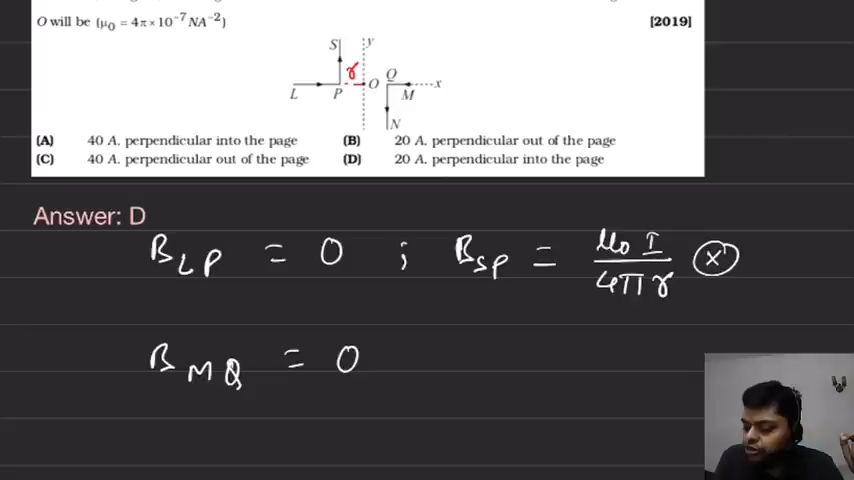 O will be (μ₀ = 4π×10⁻⁷ NA⁻²) [2019]
S y
r
L P O Q M x
N
(A) 40 A. perpendicular into the page (B) 20 A. perpendicular out of the page
(C) 40 A. perpendicular out of the page (D) 20 A. perpendicular into the page
Answer: D
B_LP = 0 ; B_SP = μ₀ I / 4π r ⊗
B_MQ = 0